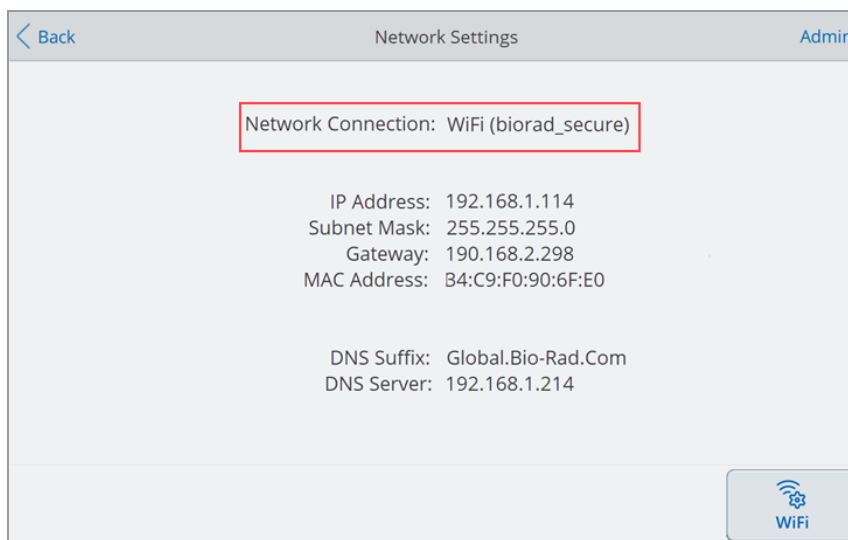 Back Network Settings Admin
Network Connection: WiFi (biorad_secure)
IP Address: 192.168.1.114
Subnet Mask: 255.255.255.0
Gateway: 190.168.2.298
MAC Address: B4:C9:F0:90:6F:E0
DNS Suffix: Global.Bio-Rad.Com
DNS Server: 192.168.1.214
WiFi